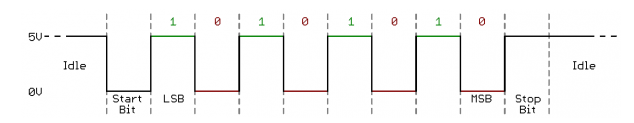 1 0 1 0 1 0 1 0
5V
Idle Idle
0V
Start Bit LSB MSB Stop Bit